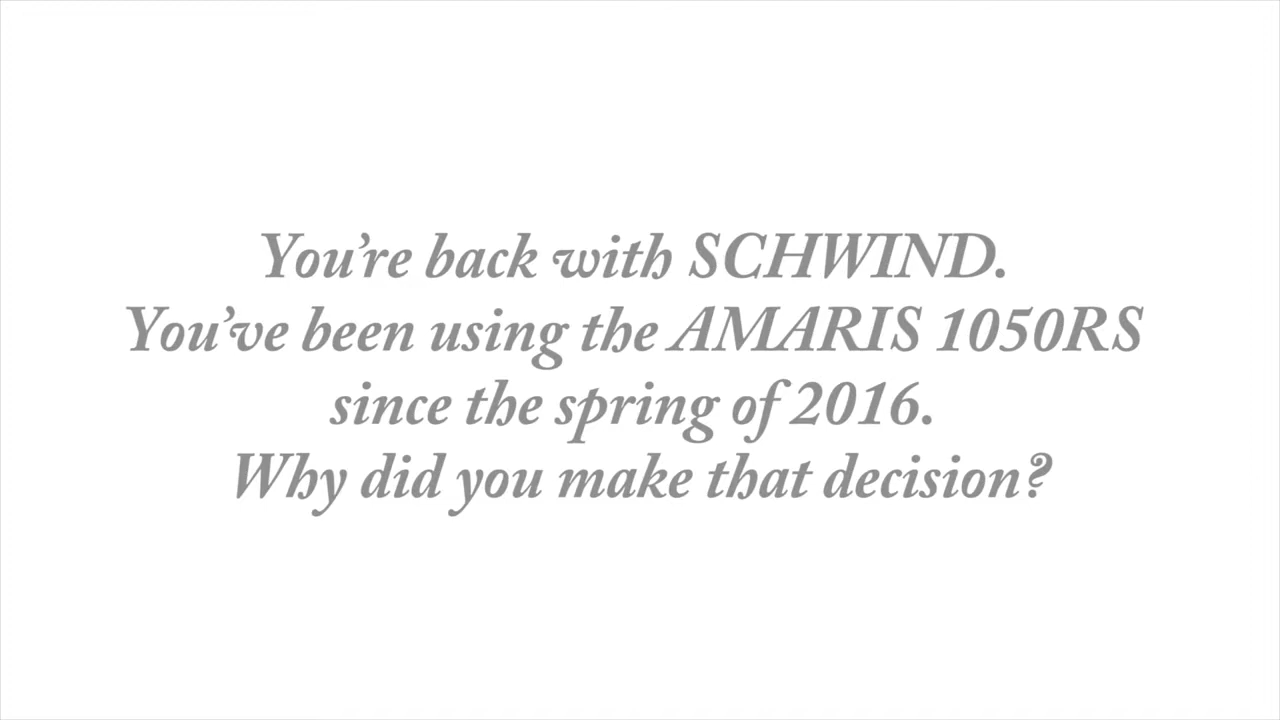 You’re back with SCHWIND.
You’ve been using the AMARIS 1050RS
since the spring of 2016.
Why did you make that decision?